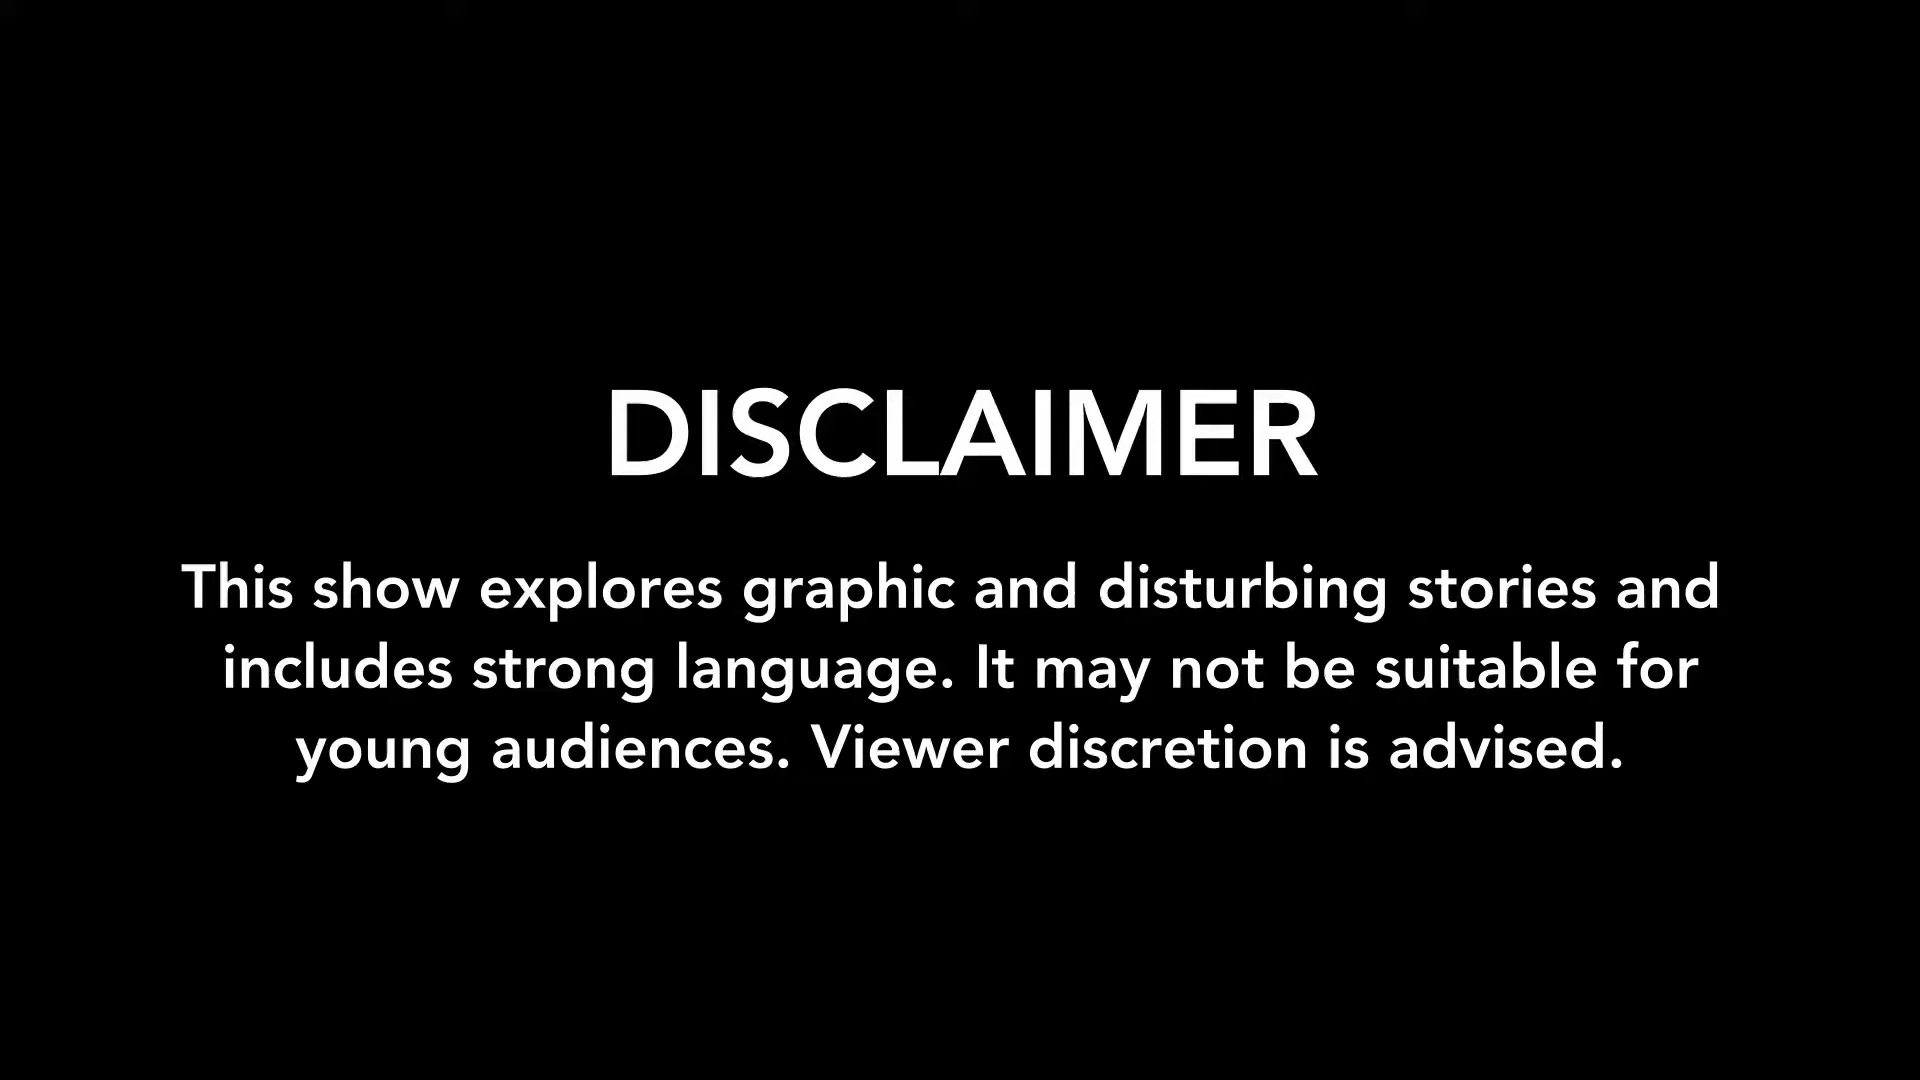 DISCLAIMER
This show explores graphic and disturbing stories and
includes strong language. It may not be suitable for
young audiences. Viewer discretion is advised.